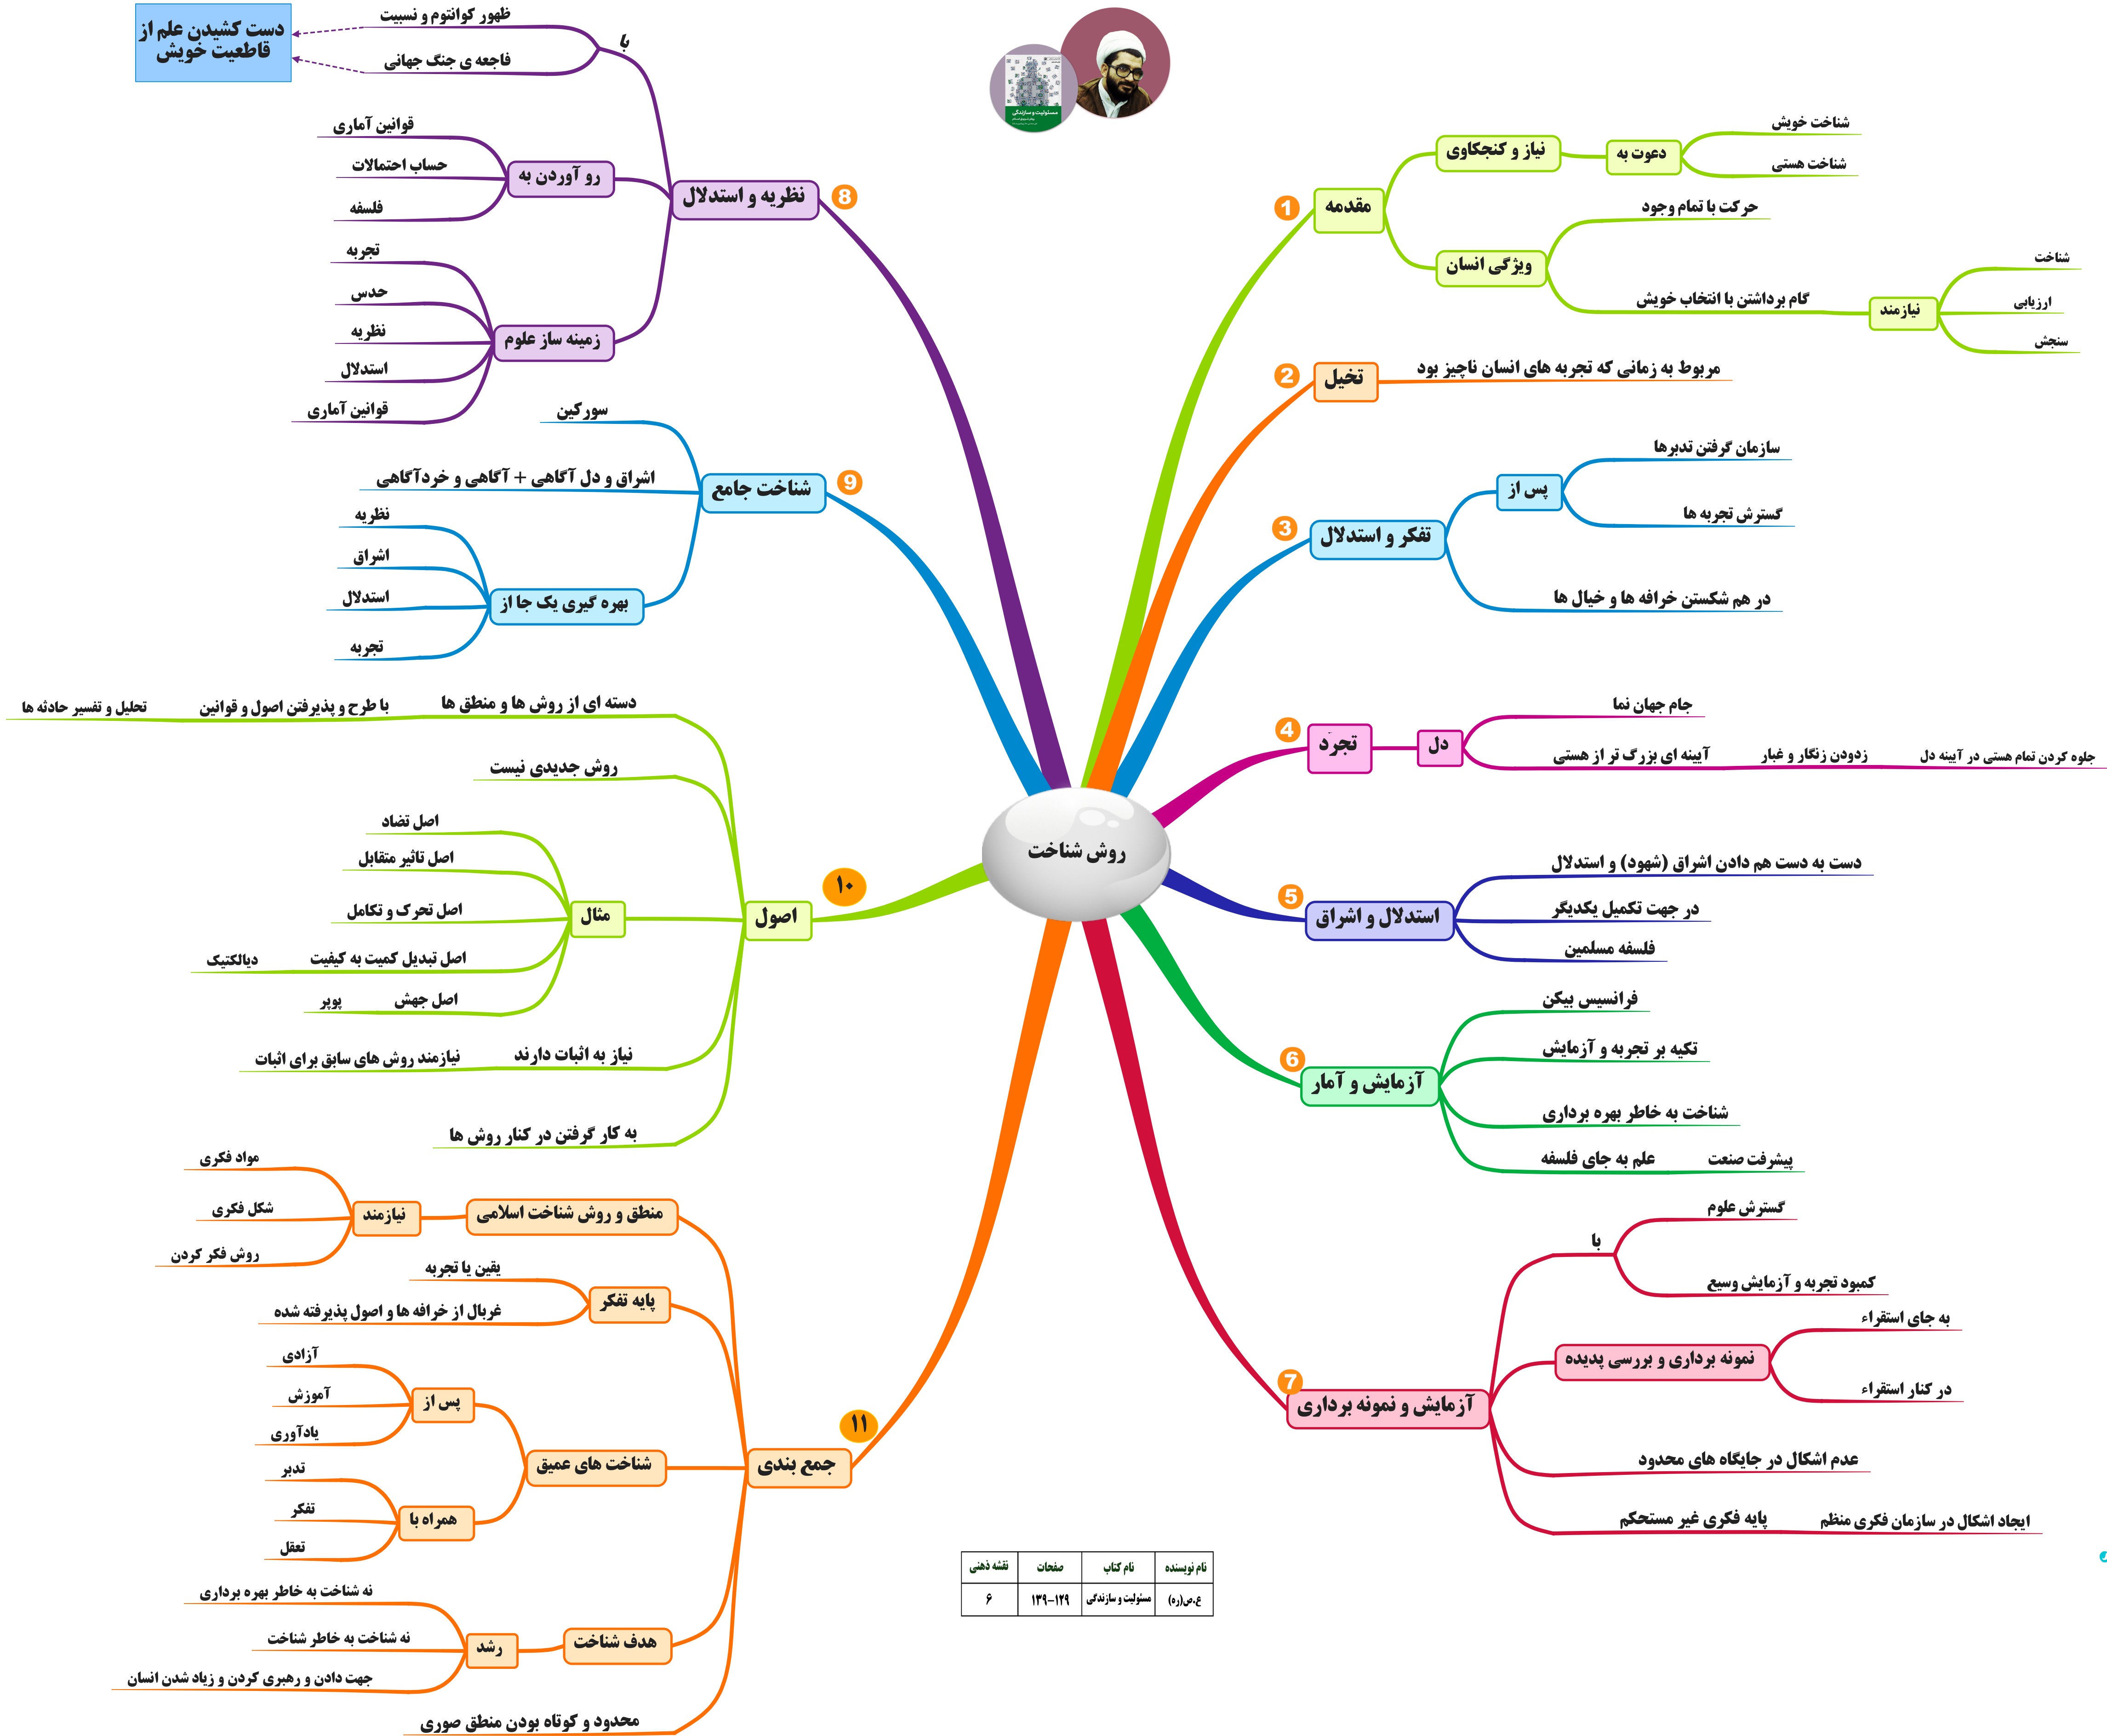 روش شناخت
1
مقدمه
نیاز و کنجکاوی
دعوت به
شناخت خویش
شناخت هستی
ویژگی انسان
حرکت با تمام وجود
گام برداشتن با انتخاب خویش
نیازمند
شناخت
ارزیابی
سنجش
2
تخیل
مربوط به زمانی که تجربه های انسان ناچیز بود
3
تفکر و استدلال
پس از
سازمان گرفتن تدبرها
گسترش تجربه ها
در هم شکستن خرافه ها و خیال ها
4
تجرّد
دل
جام جهان نما
آیینه ای بزرگ تر از هستی
زدودن زنگار و غبار
جلوه کردن تمام هستی در آیینه دل
5
استدلال و اشراق
دست به دست هم دادن اشراق (شهود) و استدلال
در جهت تکمیل یکدیگر
فلسفه مسلمین
6
آزمایش و آمار
فرانسیس بیکن
تکیه بر تجربه و آزمایش
شناخت به خاطر بهره برداری
علم به جای فلسفه
پیشرفت صنعت
7
آزمایش و نمونه برداری
با
گسترش علوم
کمبود تجربه و آزمایش وسیع
نمونه برداری و بررسی پدیده
به جای استقراء
در کنار استقراء
عدم اشکال در جایگاه های محدود
پایه فکری غیر مستحکم
ایجاد اشکال در سازمان فکری منظم
8
نظریه و استدلال
با
ظهور کوانتوم و نسبیت
فاجعه ی جنگ جهانی
دست کشیدن علم از
قاطعیت خویش
رو آوردن به
قوانین آماری
حساب احتمالات
فلسفه
زمینه ساز علوم
تجربه
حدس
نظریه
استدلال
قوانین آماری
9
شناخت جامع
سورکین
اشراق و دل آگاهی + آگاهی و خردآگاهی
بهره گیری یک جا از
نظریه
اشراق
استدلال
تجربه
۱۰
اصول
دسته ای از روش ها و منطق ها
با طرح و پذیرفتن اصول و قوانین
تحلیل و تفسیر حادثه ها
روش جدیدی نیست
مثال
اصل تضاد
اصل تاثیر متقابل
اصل تحرک و تکامل
اصل تبدیل کمیت به کیفیت
دیالکتیک
اصل جهش
پوپر
نیاز به اثبات دارند
نیازمند روش های سابق برای اثبات
به کار گرفتن در کنار روش ها
۱۱
جمع بندی
منطق و روش شناخت اسلامی
نیازمند
مواد فکری
شکل فکری
روش فکر کردن
پایه تفکر
یقین یا تجربه
غربال از خرافه ها و اصول پذیرفته شده
شناخت های عمیق
پس از
آزادی
آموزش
یادآوری
همراه با
تدبر
تفکر
تعقل
هدف شناخت
رشد
نه شناخت به خاطر بهره برداری
نه شناخت به خاطر شناخت
جهت دادن و رهبری کردن و زیاد شدن انسان
محدود و کوتاه بودن منطق صوری
نام نویسنده نام کتاب صفحات نقشه ذهنی
ع.ص(ره) مسئولیت و سازندگی ۱۲۹-۱۳۹ ۶
مسئولیت و سازندگی